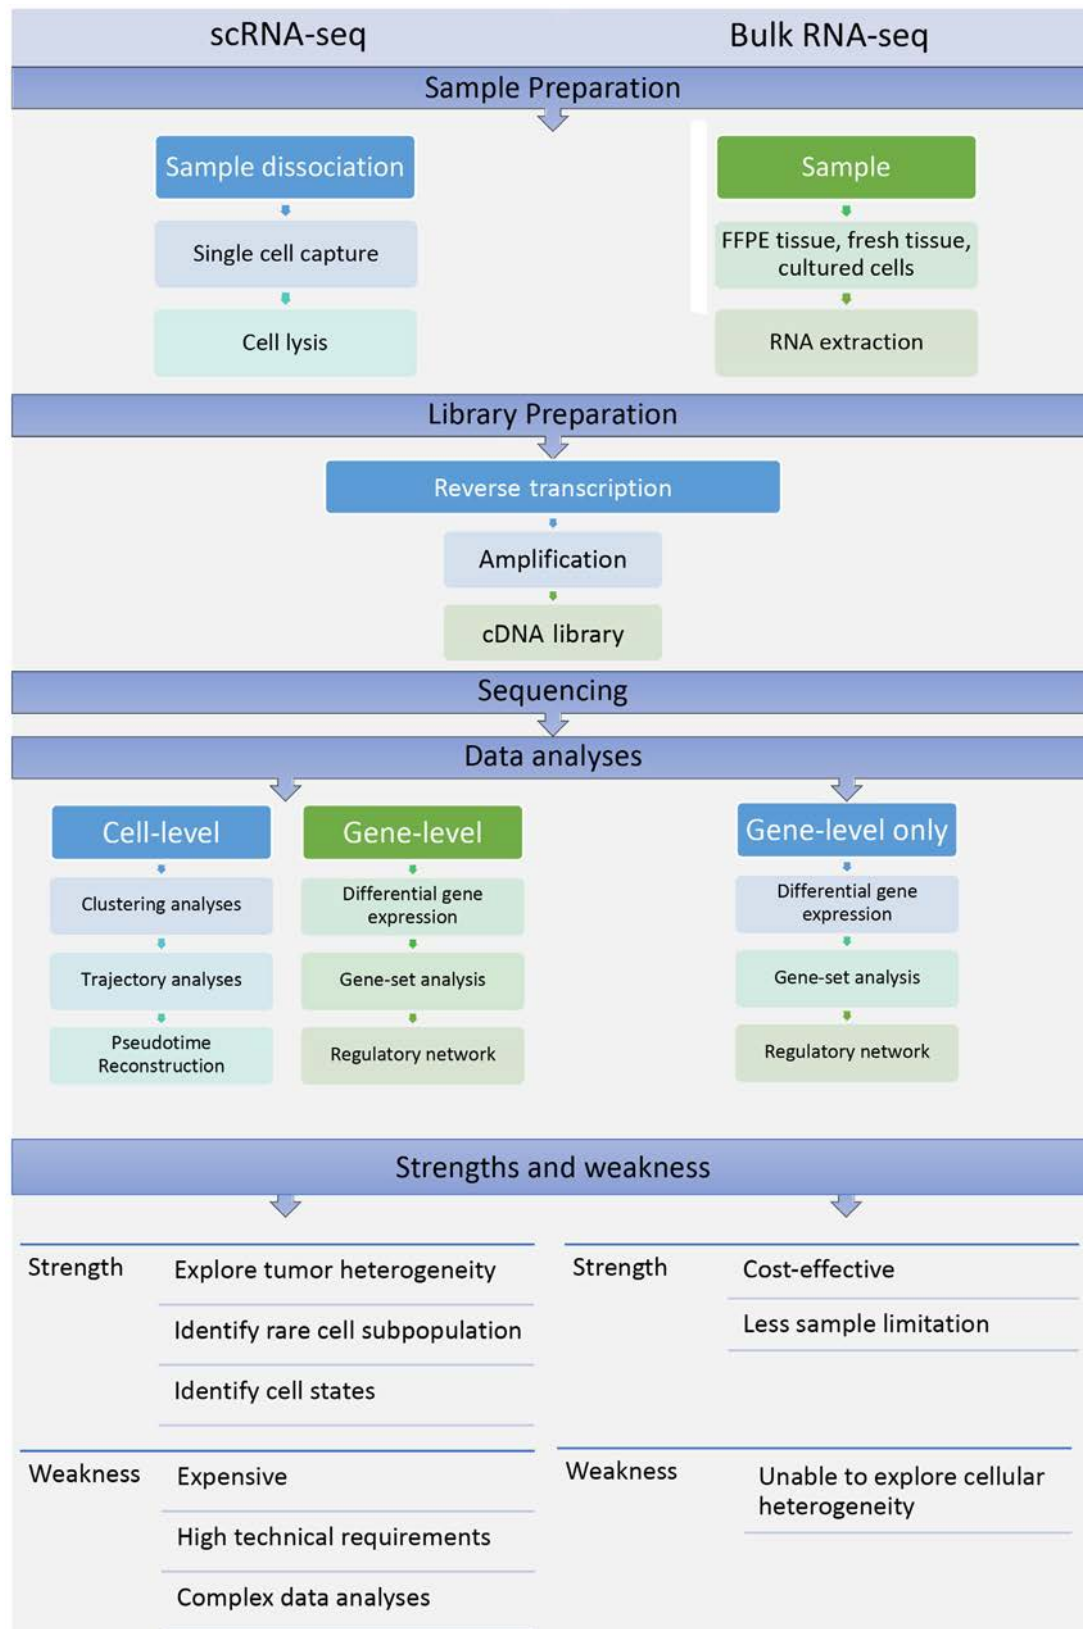 scRNA-seq
Bulk RNA-seq
Sample Preparation
Sample dissociation
Single cell capture
Cell lysis
Sample
FFPE tissue, fresh tissue,
cultured cells
RNA extraction
Library Preparation
Reverse transcription
Amplification
cDNA library
Sequencing
Data analyses
Cell-level
Clustering analyses
Trajectory analyses
Pseudotime
Reconstruction
Gene-level
Differential gene
expression
Gene-set analysis
Regulatory network
Gene-level only
Differential gene
expression
Gene-set analysis
Regulatory network
Strengths and weakness
Strength
Explore tumor heterogeneity
Identify rare cell subpopulation
Identify cell states
Weakness
Expensive
High technical requirements
Complex data analyses
Strength
Cost-effective
Less sample limitation
Weakness
Unable to explore cellular
heterogeneity